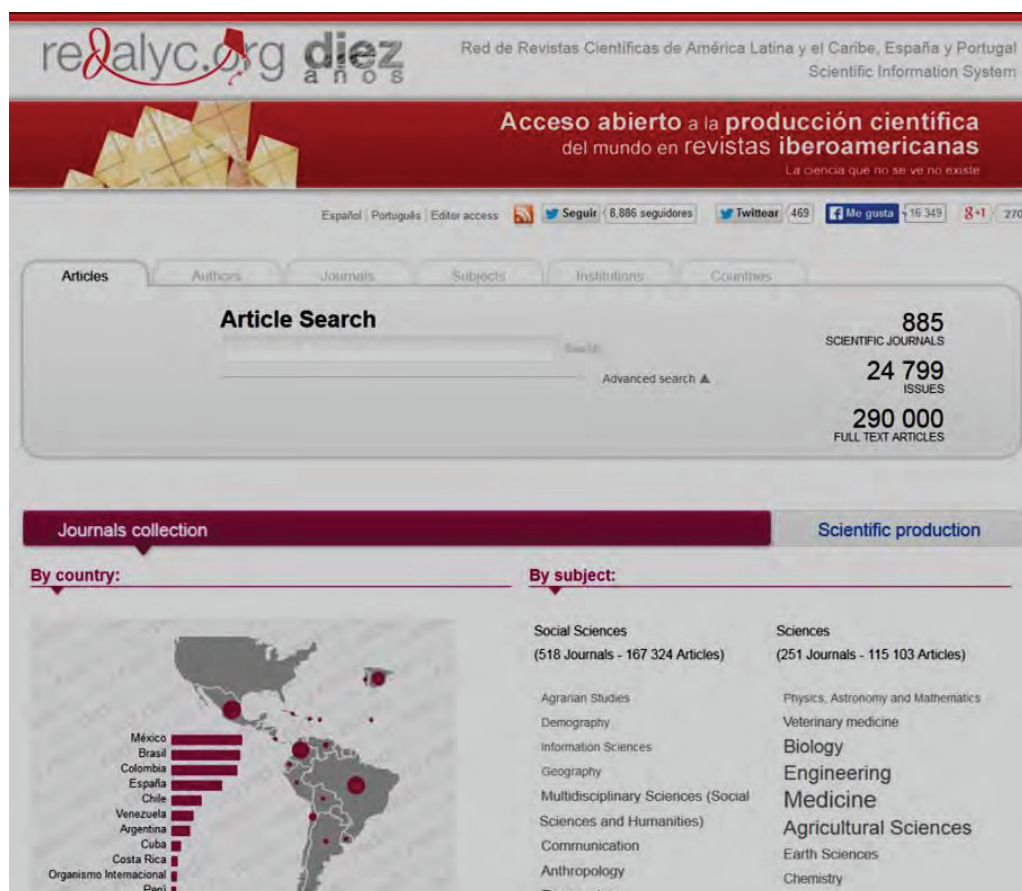 redalyc.org diez años
Red de Revistas Científicas de América Latina y el Caribe, España y Portugal
Scientific Information System
Acceso abierto a la producción científica
del mundo en revistas iberoamericanas
La ciencia que no se ve no existe
Español | Português | Editor access Seguir 8,886 seguidores Twittear 469 Me gusta 16 349 g+1 270
Articles Authors Journals Subjects Institutions Countries
Article Search
Search
Advanced search
885
SCIENTIFIC JOURNALS
24 799
ISSUES
290 000
FULL TEXT ARTICLES
Journals collection
Scientific production
By country:
México
Brasil
Colombia
España
Chile
Venezuela
Argentina
Cuba
Costa Rica
Organismo Internacional
Perú
By subject:
Social Sciences
(518 Journals - 167 324 Articles)
Agrarian Studies
Demography
Information Sciences
Geography
Multidisciplinary Sciences (Social
Sciences and Humanities)
Communication
Anthropology
Sciences
(251 Journals - 115 103 Articles)
Physics, Astronomy and Mathematics
Veterinary medicine
Biology
Engineering
Medicine
Agricultural Sciences
Earth Sciences
Chemistry